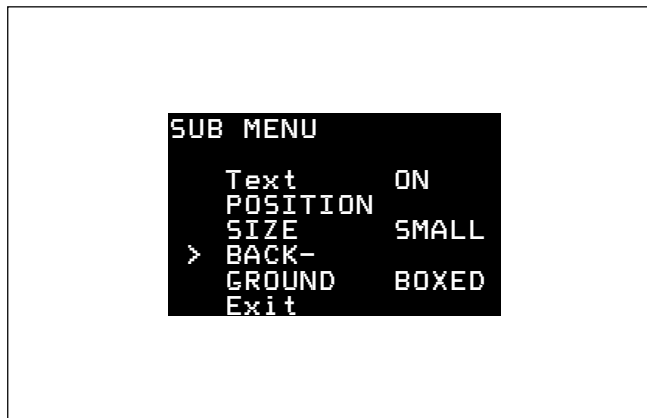 SUB MENU
Text ON
POSITION
SIZE SMALL
> BACK-
GROUND BOXED
Exit